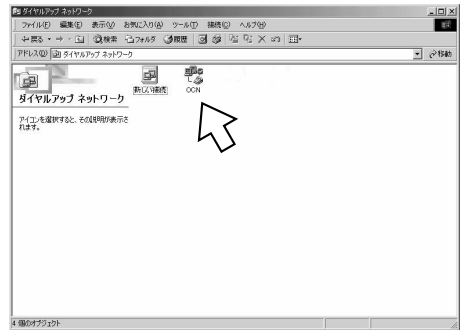 ダイヤルアップ ネットワーク
ファイル(F) 編集(E) 表示(V) お気に入り(A) ツール(T) 接続(C) ヘルプ(H)
戻る 検索 フォルダ 履歴
アドレス(D) ダイヤルアップ ネットワーク 移動
新しい接続 OCN
ダイヤルアップ ネットワーク
アイコンを選択すると、その説明が表示さ
れます。
4 個のオブジェクト